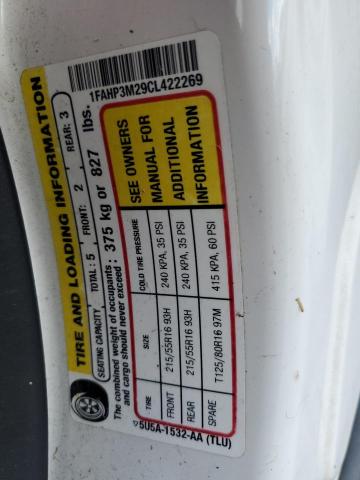 TIRE AND LOADING INFORMATION
SEATING CAPACITY TOTAL : 5 FRONT: 2 REAR: 3
The combined weight of occupants
and cargo should never exceed : 375 kg or 827 lbs.
TIRE SIZE COLD TIRE PRESSURE
FRONT 215/55R16 93H 240 KPA, 35 PSI
REAR 215/55R16 93H 240 KPA, 35 PSI
SPARE T125/80R16 97M 415 KPA, 60 PSI
SEE OWNERS
MANUAL FOR
ADDITIONAL
INFORMATION
5U5A-1532-AA (TLU)
1FAHP3M29CL422269